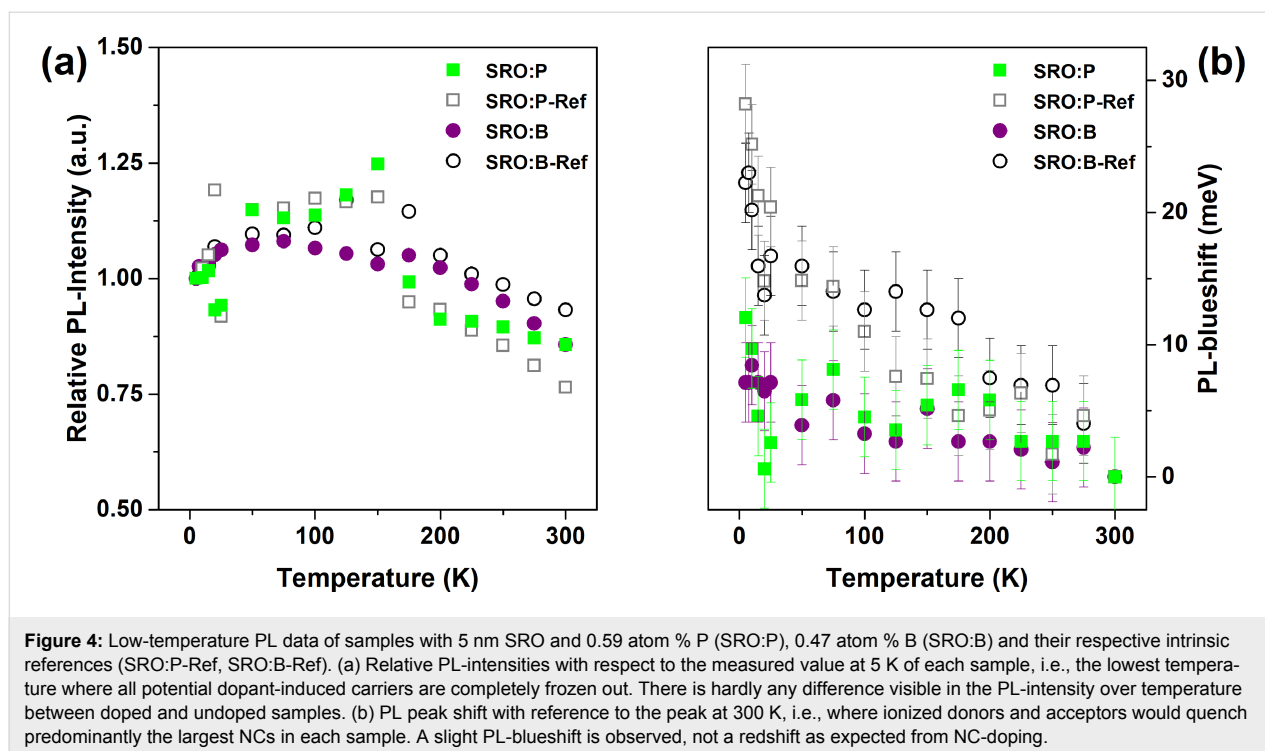 (a)
1.50
1.25
1.00
0.75
0.50
Relative PL-Intensity (a.u.)
SRO:P
SRO:P-Ref
SRO:B
SRO:B-Ref
0
100
200
300
Temperature (K)
(b)
SRO:P
SRO:P-Ref
SRO:B
SRO:B-Ref
30
20
10
0
PL-blueshift (meV)
0
100
200
300
Temperature (K)
Figure 4: Low-temperature PL data of samples with 5 nm SRO and 0.59 atom % P (SRO:P), 0.47 atom % B (SRO:B) and their respective intrinsic
references (SRO:P-Ref, SRO:B-Ref). (a) Relative PL-intensities with respect to the measured value at 5 K of each sample, i.e., the lowest tempera-
ture where all potential dopant-induced carriers are completely frozen out. There is hardly any difference visible in the PL-intensity over temperature
between doped and undoped samples. (b) PL peak shift with reference to the peak at 300 K, i.e., where ionized donors and acceptors would quench
predominantly the largest NCs in each sample. A slight PL-blueshift is observed, not a redshift as expected from NC-doping.